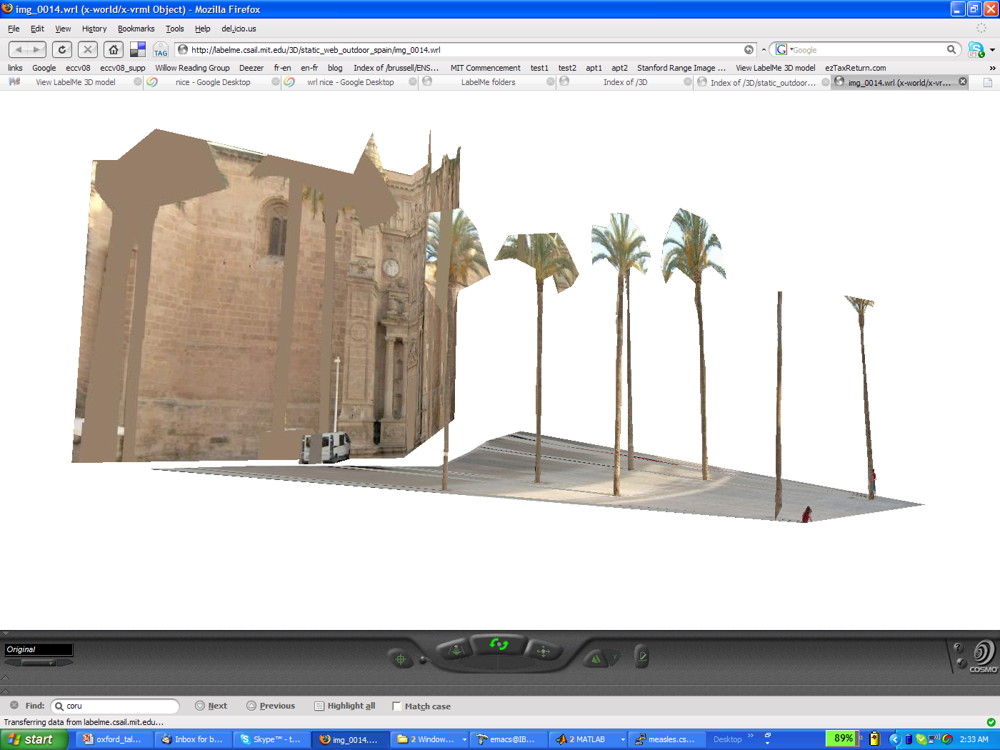 img_0014.wrl (x-world/x-vrml Object) - Mozilla Firefox
File Edit View History Bookmarks Tools Help del.icio.us
TAG http://labelme.csail.mit.edu/3D/static_web_outdoor_spain/img_0014.wrl G Google S 123
links Google eccv08 eccv08_supp Willow Reading Group Deezer fr-en en-fr blog Index of /brussell/ENS... MIT Commencement test1 test2 apt1 apt2 Stanford Range Image ... View LabelMe 3D model ezTaxReturn.com »
View LabelMe 3D model nice - Google Desktop wrl nice - Google Desktop LabelMe folders Index of /3D Index of /3D/static_outdoor... img_0014.wrl (x-world/x-vr...
Original
?
COSMO
Find: coru Next Previous Highlight all Match case
Transferring data from labelme.csail.mit.edu...
start oxford_tal... Inbox for b... Skype™ - t... img_0014.... 2 Window... emacs@IB... 2 MATLAB measles.cs... Desktop » 89% 2:33 AM